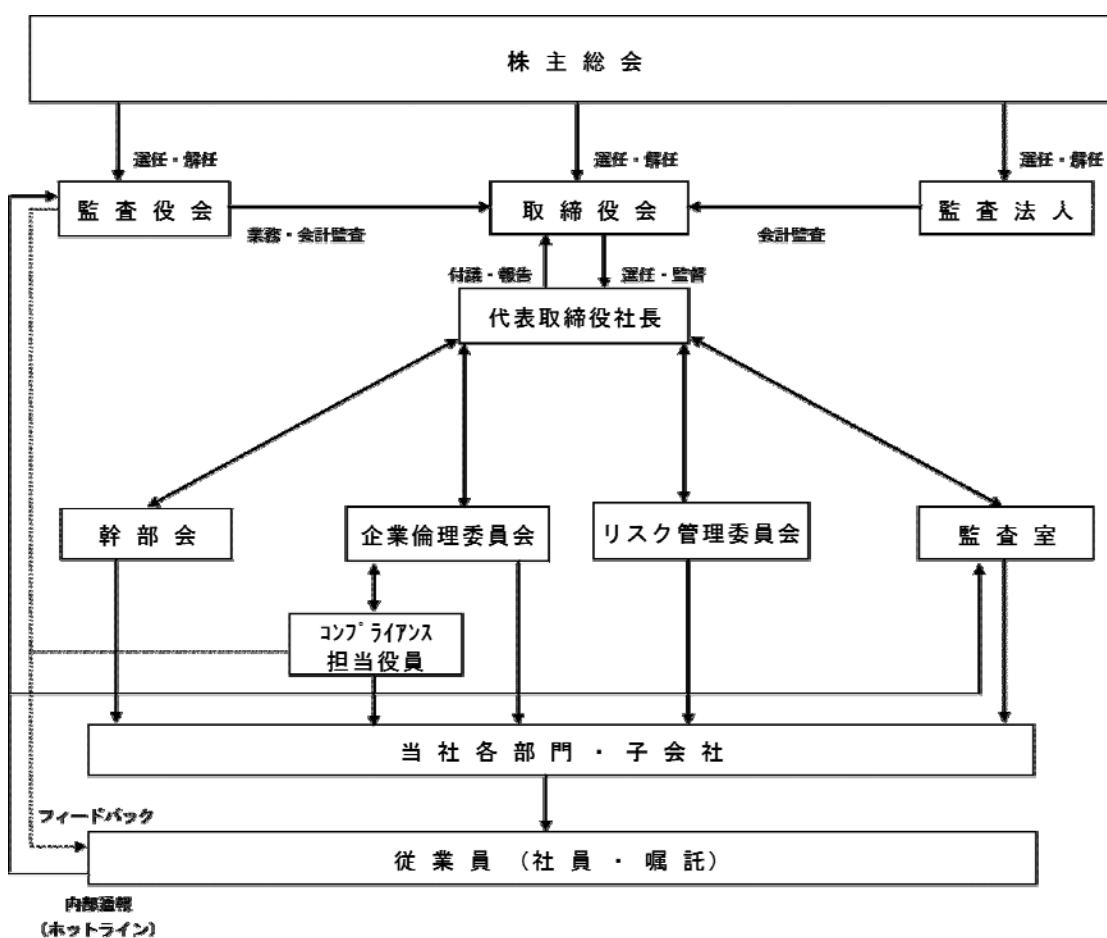 株主総会
選任・解任
選任・解任
選任・解任
監査役会
取締役会
監査法人
業務・会計監査
会計監査
付議・報告
選任・監督
代表取締役社長
幹部会
企業倫理委員会
リスク管理委員会
監査室
コンプライアンス
担当役員
当社各部門・子会社
フィードバック
従業員(社員・嘱託)
内部通報
(ホットライン)